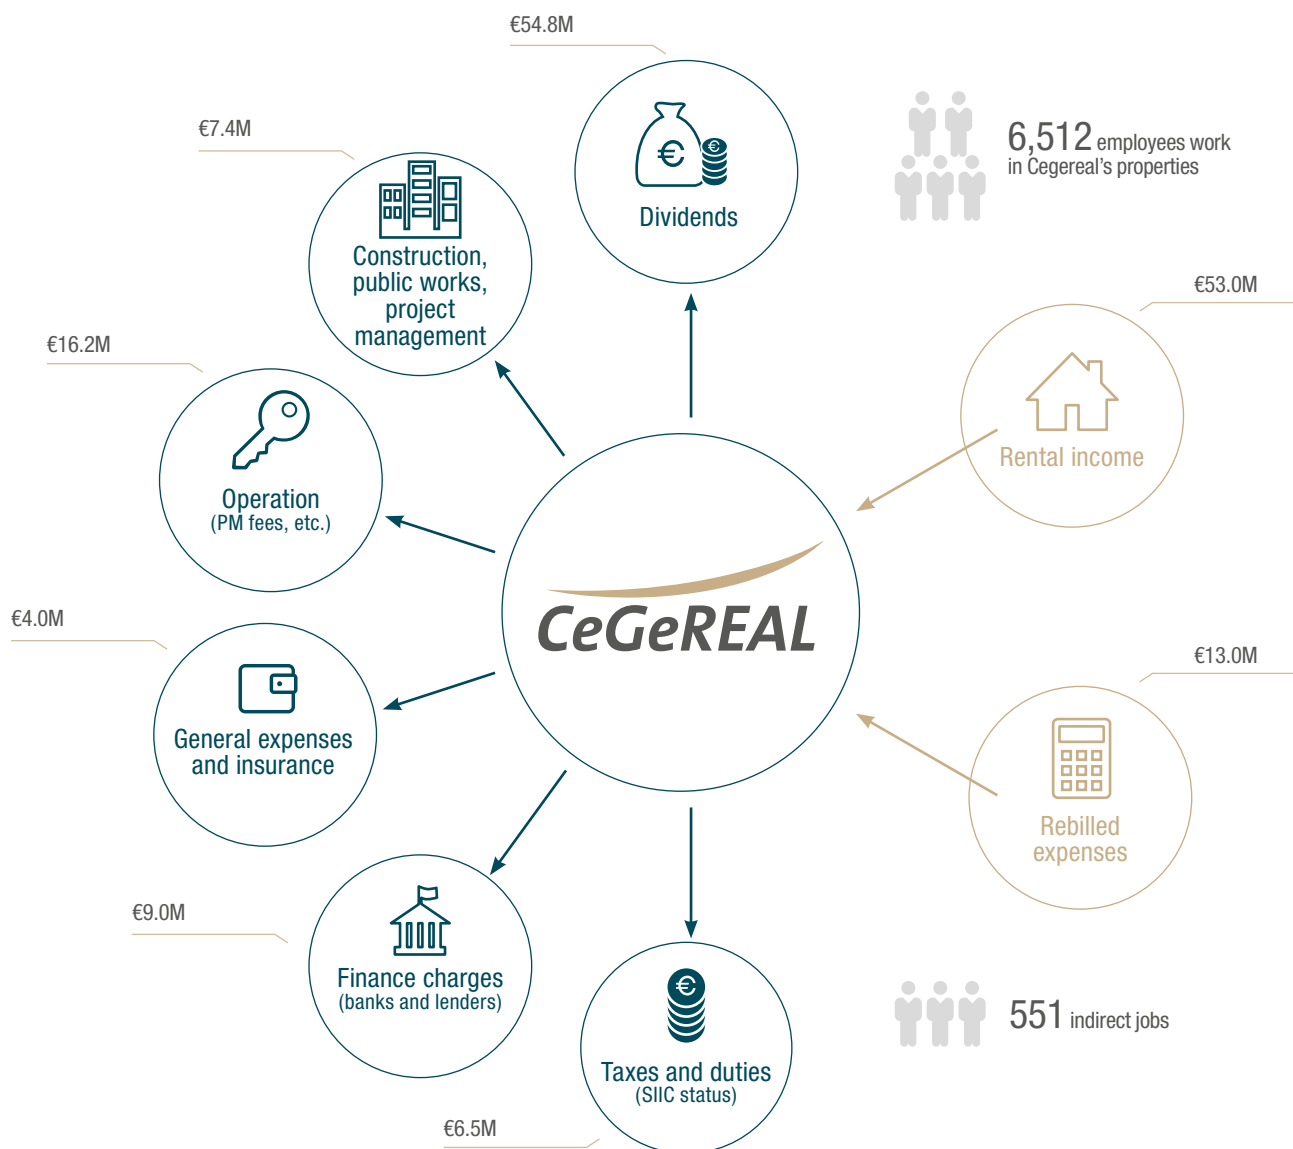 €54.8M
Dividends
6,512 employees work
in Cegereal's properties
€7.4M
Construction,
public works,
project
management
€53.0M
Rental income
€16.2M
Operation
(PM fees, etc.)
CeGeREAL
€4.0M
General expenses
and insurance
€13.0M
Rebilled
expenses
€9.0M
Finance charges
(banks and lenders)
551 indirect jobs
Taxes and duties
(SIIC status)
€6.5M